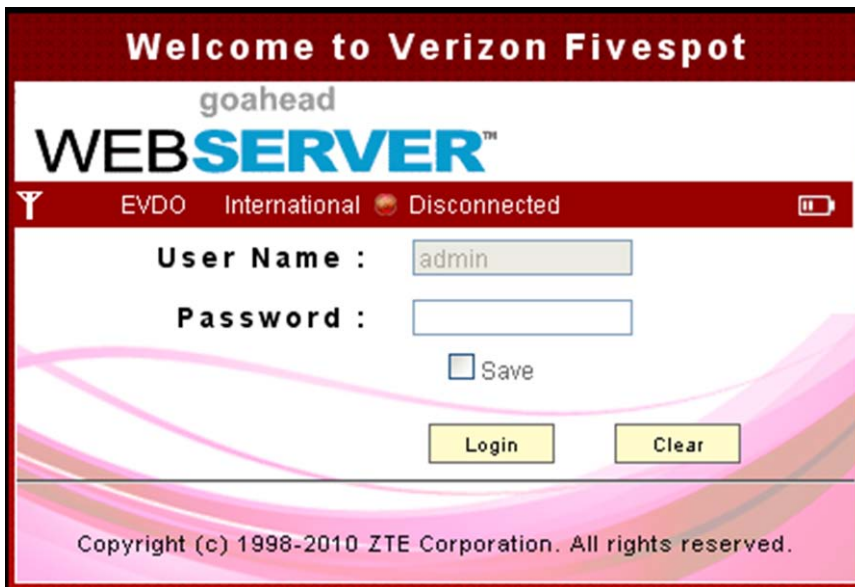 Welcome to Verizon Fivespot
goahead
WEBSERVER™
EVDO International Disconnected
User Name : admin
Password :
Save
Login Clear
Copyright (c) 1998-2010 ZTE Corporation. All rights reserved.